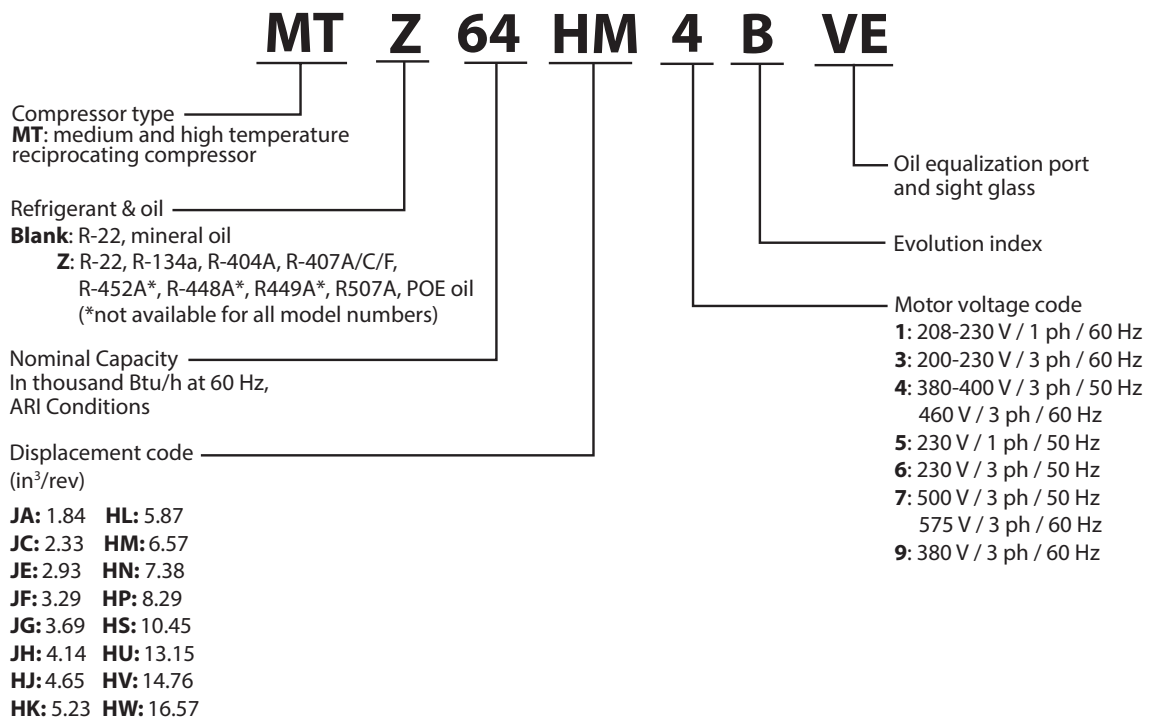 MT Z 64 HM 4 B VE
Compressor type
MT: medium and high temperature
reciprocating compressor
Refrigerant & oil
Blank: R-22, mineral oil
Z: R-22, R-134a, R-404A, R-407A/C/F,
R-452A*, R-448A*, R449A*, R507A, POE oil
(*not available for all model numbers)
Nominal Capacity
In thousand Btu/h at 60 Hz,
ARI Conditions
Displacement code
(in³/rev)
JA: 1.84 HL: 5.87
JC: 2.33 HM: 6.57
JE: 2.93 HN: 7.38
JF: 3.29 HP: 8.29
JG: 3.69 HS: 10.45
JH: 4.14 HU: 13.15
HJ: 4.65 HV: 14.76
HK: 5.23 HW: 16.57
Oil equalization port
and sight glass
Evolution index
Motor voltage code
1: 208-230 V / 1 ph / 60 Hz
3: 200-230 V / 3 ph / 60 Hz
4: 380-400 V / 3 ph / 50 Hz
460 V / 3 ph / 60 Hz
5: 230 V / 1 ph / 50 Hz
6: 230 V / 3 ph / 50 Hz
7: 500 V / 3 ph / 50 Hz
575 V / 3 ph / 60 Hz
9: 380 V / 3 ph / 60 Hz